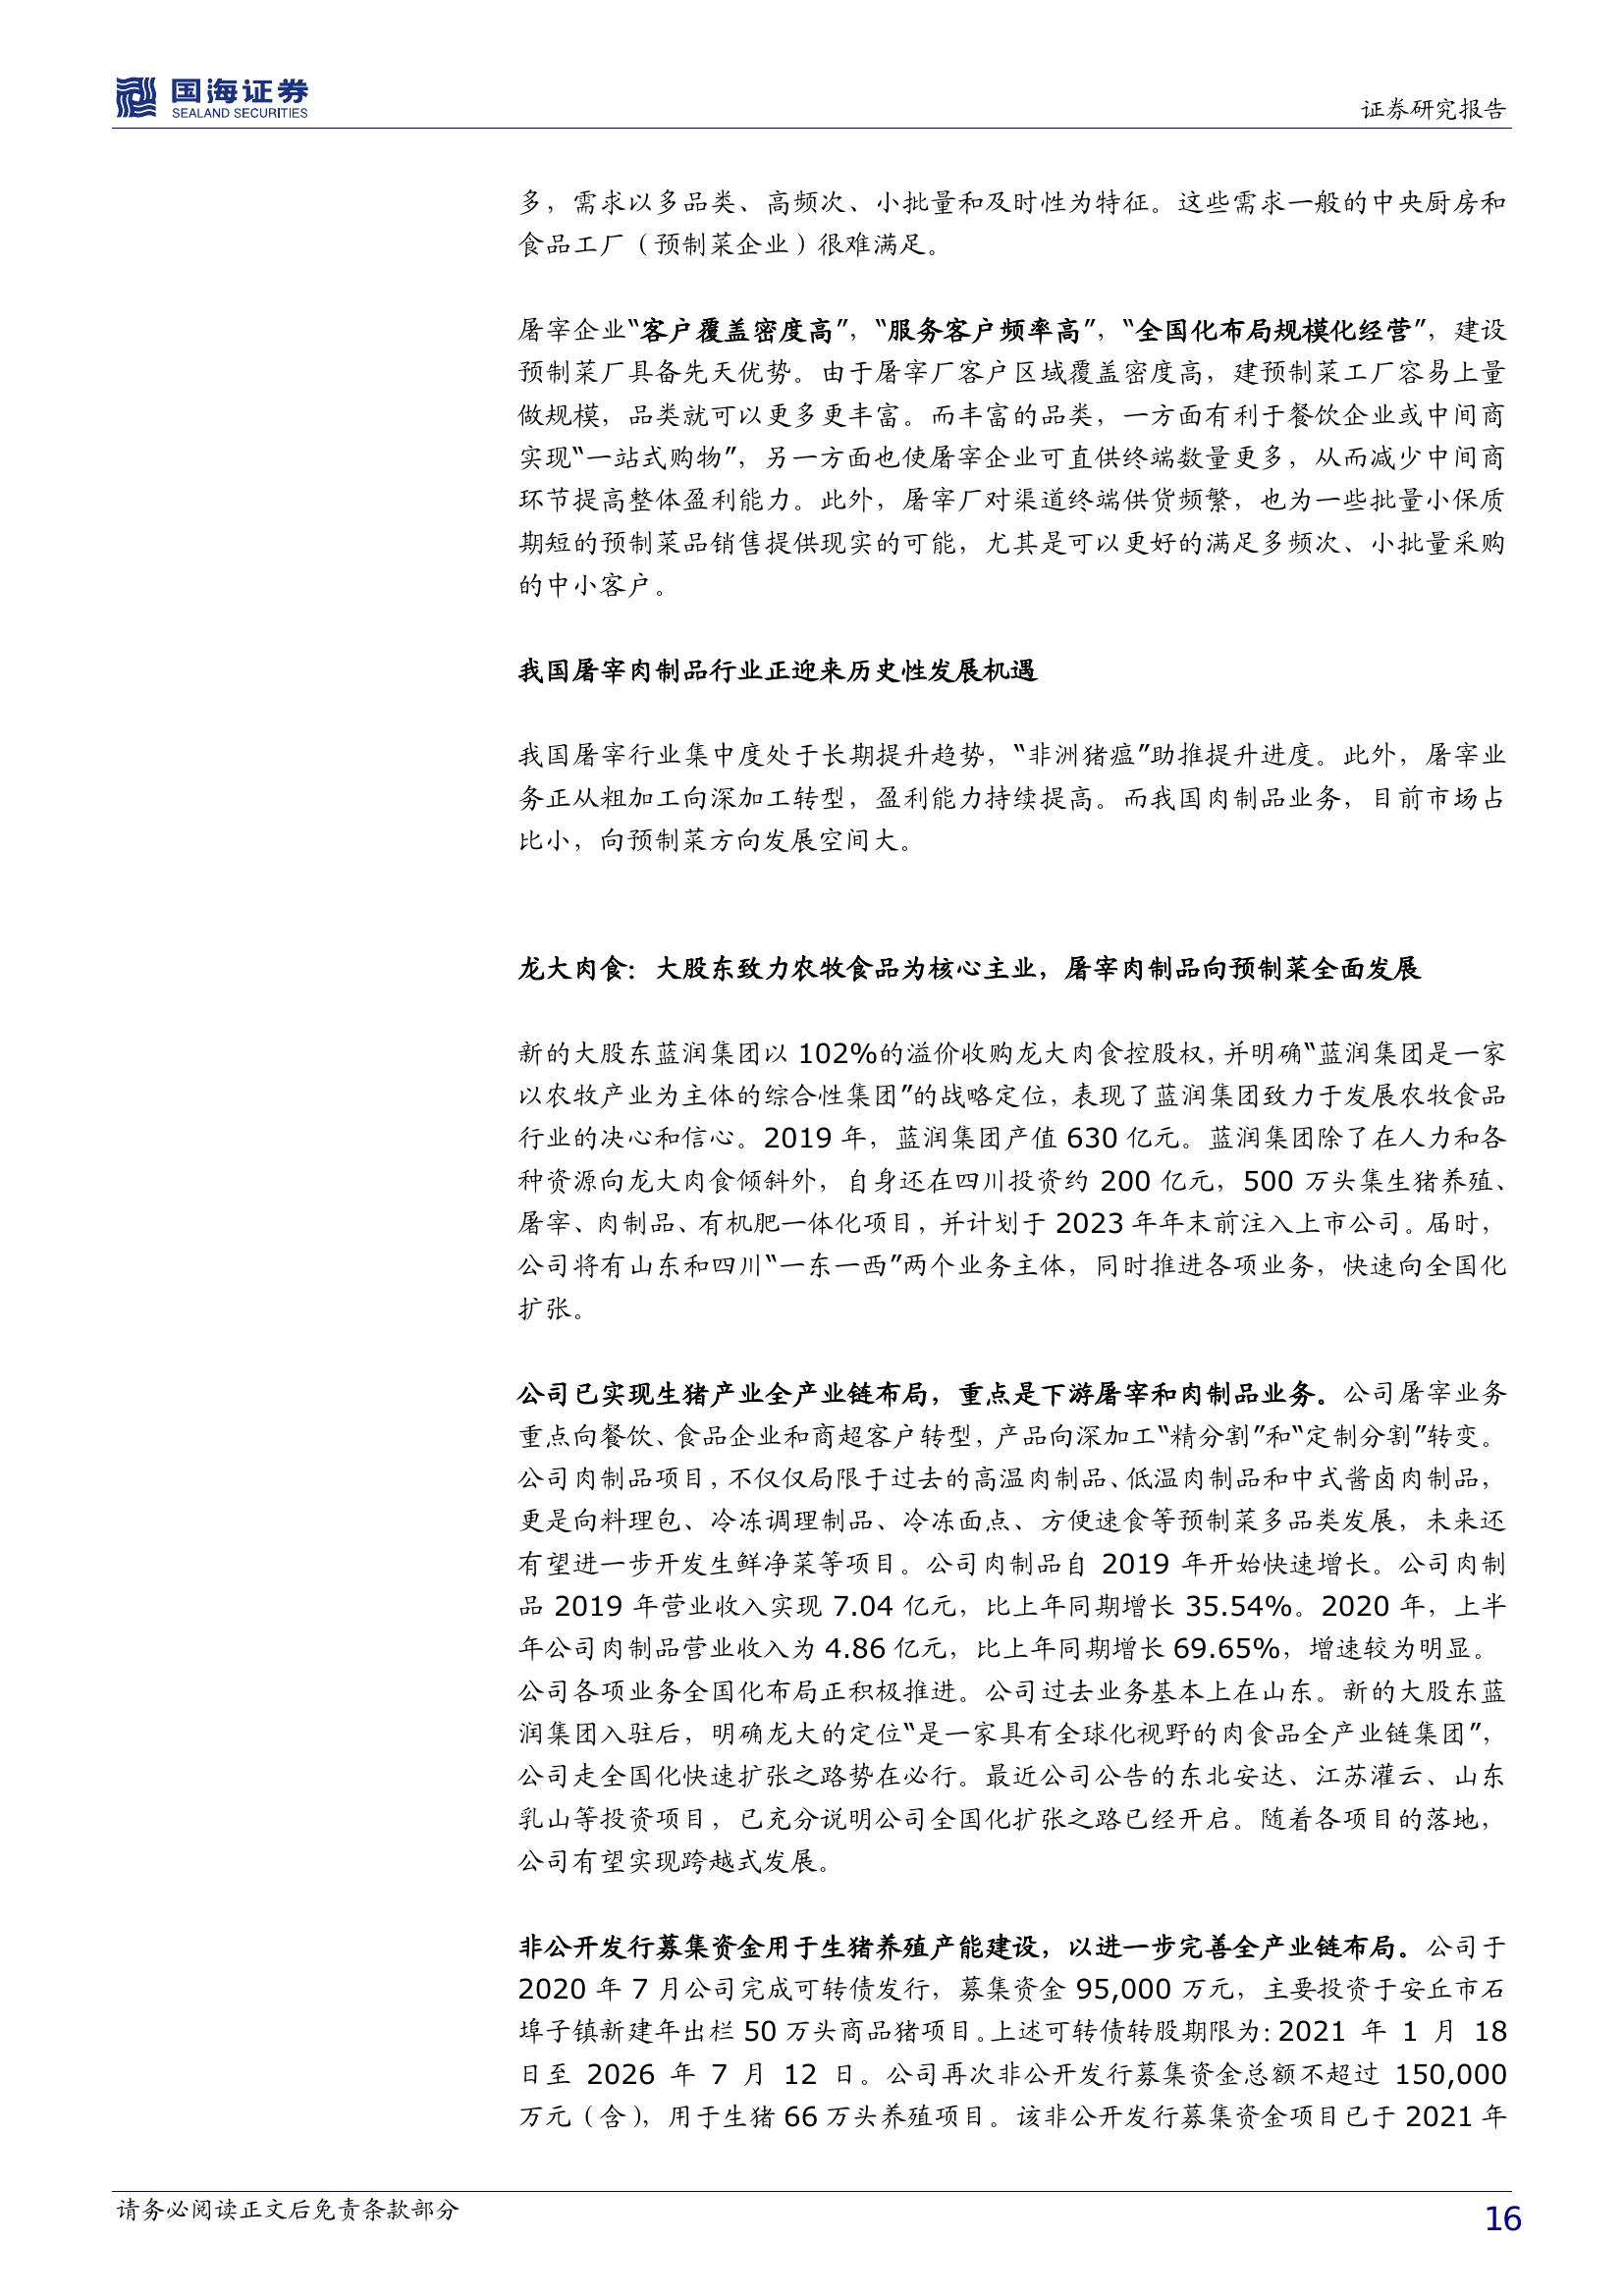 国海证券
SEALAND SECURITIES
证券研究报告
多，需求以多品类、高频次、小批量和及时性为特征。这些需求一般的中央厨房和
食品工厂（预制菜企业）很难满足。
屠宰企业“客户覆盖密度高”，“服务客户频率高”，“全国化布局规模化经营”，建设
预制菜厂具备先天优势。由于屠宰厂客户区域覆盖密度高，建预制菜工厂容易上量
做规模，品类就可以更多更丰富。而丰富的品类，一方面有利于餐饮企业或中间商
实现“一站式购物”，另一方面也使屠宰企业可直供终端数量更多，从而减少中间商
环节提高整体盈利能力。此外，屠宰厂对渠道终端供货频繁，也为一些批量小保质
期短的预制菜品销售提供现实的可能，尤其是可以更好的满足多频次、小批量采购
的中小客户。
我国屠宰肉制品行业正迎来历史性发展机遇
我国屠宰行业集中度处于长期提升趋势，“非洲猪瘟”助推提升进度。此外，屠宰业
务正从粗加工向深加工转型，盈利能力持续提高。而我国肉制品业务，目前市场占
比小，向预制菜方向发展空间大。
龙大肉食：大股东致力农牧食品为核心主业，屠宰肉制品向预制菜全面发展
新的大股东蓝润集团以 102%的溢价收购龙大肉食控股权，并明确“蓝润集团是一家
以农牧产业为主体的综合性集团”的战略定位，表现了蓝润集团致力于发展农牧食品
行业的决心和信心。2019 年，蓝润集团产值 630 亿元。蓝润集团除了在人力和各
种资源向龙大肉食倾斜外，自身还在四川投资约 200 亿元，500 万头集生猪养殖、
屠宰、肉制品、有机肥一体化项目，并计划于 2023 年年末前注入上市公司。届时，
公司将有山东和四川“一东一西”两个业务主体，同时推进各项业务，快速向全国化
扩张。
公司已实现生猪产业全产业链布局，重点是下游屠宰和肉制品业务。公司屠宰业务
重点向餐饮、食品企业和商超客户转型，产品向深加工“精分割”和“定制分割”转变。
公司肉制品项目，不仅仅局限于过去的高温肉制品、低温肉制品和中式酱卤肉制品，
更是向料理包、冷冻调理制品、冷冻面点、方便速食等预制菜多品类发展，未来还
有望进一步开发生鲜净菜等项目。公司肉制品自 2019 年开始快速增长。公司肉制
品 2019 年营业收入实现 7.04 亿元，比上年同期增长 35.54%。2020 年，上半
年公司肉制品营业收入为 4.86 亿元，比上年同期增长 69.65%，增速较为明显。
公司各项业务全国化布局正积极推进。公司过去业务基本上在山东。新的大股东蓝
润集团入驻后，明确龙大的定位“是一家具有全球化视野的肉食品全产业链集团”，
公司走全国化快速扩张之路势在必行。最近公司公告的东北安达、江苏灌云、山东
乳山等投资项目，已充分说明公司全国化扩张之路已经开启。随着各项目的落地，
公司有望实现跨越式发展。
非公开发行募集资金用于生猪养殖产能建设，以进一步完善全产业链布局。公司于
2020 年 7 月公司完成可转债发行，募集资金 95,000 万元，主要投资于安丘市石
埠子镇新建年出栏 50 万头商品猪项目。上述可转债转股期限为：2021 年 1 月 18
日至 2026 年 7 月 12 日。公司再次非公开发行募集资金总额不超过 150,000
万元（含），用于生猪 66 万头养殖项目。该非公开发行募集资金项目已于 2021 年
请务必阅读正文后免责条款部分
16